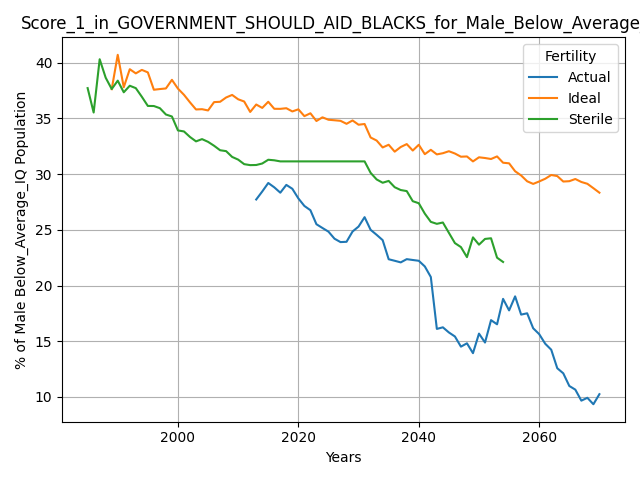 Score_1_in_GOVERNMENT_SHOULD_AID_BLACKS_for_Male_Below_Average
Fertility
Actual
Ideal
Sterile
% of Male Below_Average_IQ Population
40
35
30
25
20
15
10
2000
2020
2040
2060
Years